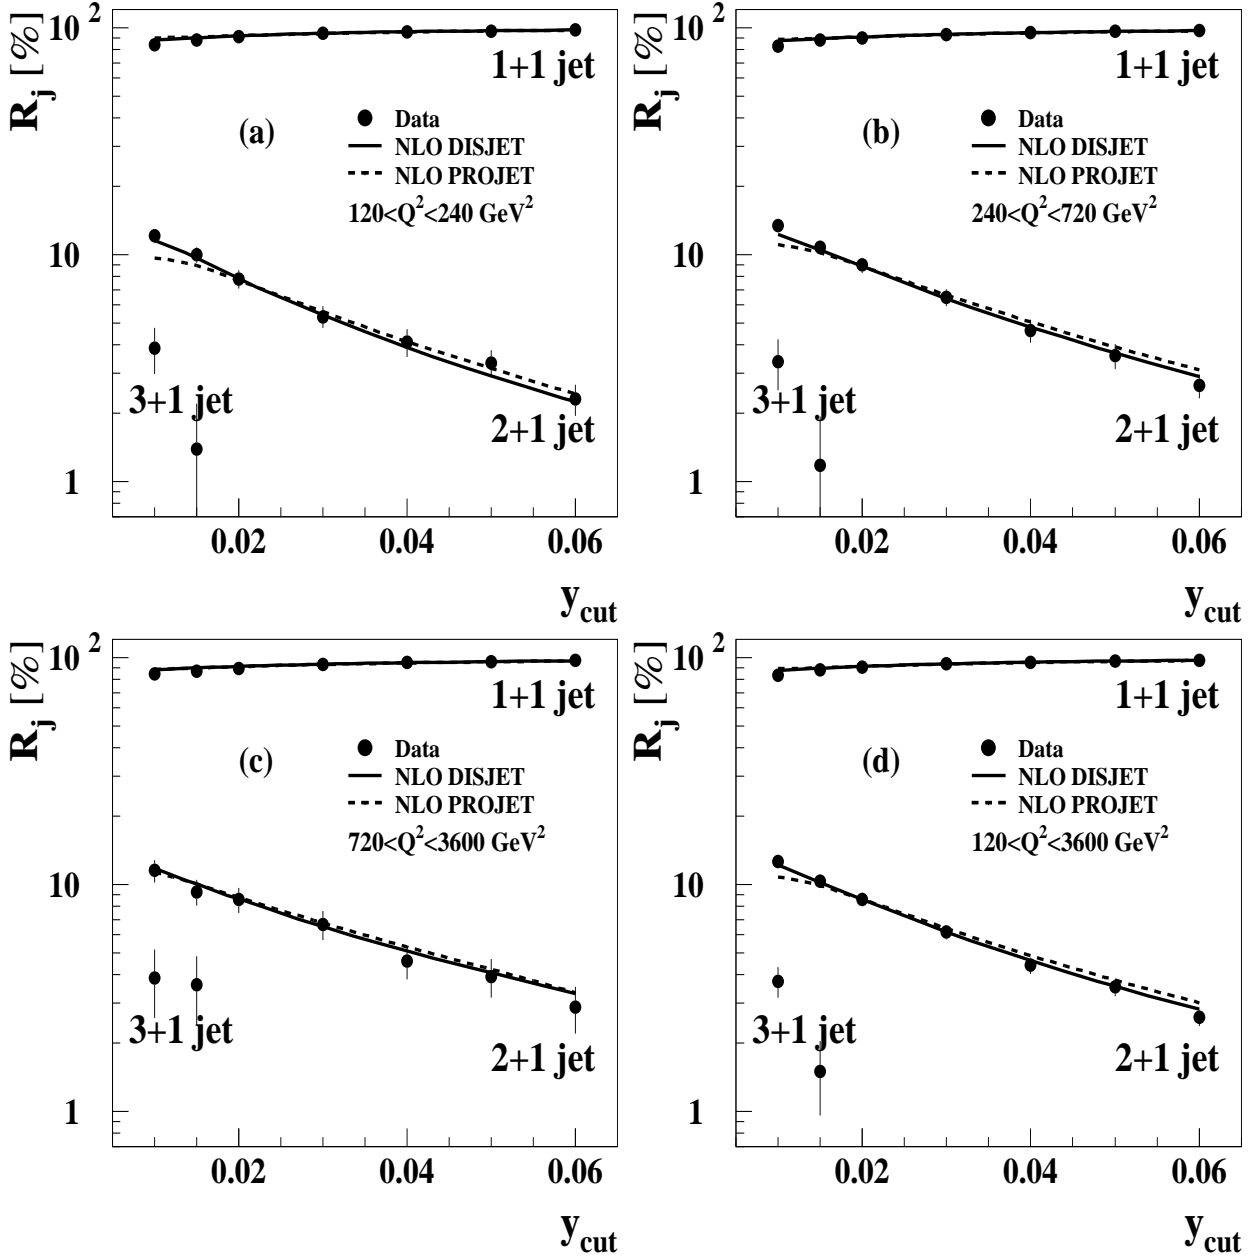 R_j [%]
10^2
1+1 jet
(a)
Data
NLO DISJET
NLO PROJET
120<Q^2<240 GeV^2
10
3+1 jet
2+1 jet
1
0.02 0.04 0.06
y_cut
R_j [%]
10^2
1+1 jet
(b)
Data
NLO DISJET
NLO PROJET
240<Q^2<720 GeV^2
10
3+1 jet
2+1 jet
1
0.02 0.04 0.06
y_cut
R_j [%]
10^2
1+1 jet
(c)
Data
NLO DISJET
NLO PROJET
720<Q^2<3600 GeV^2
10
3+1 jet
2+1 jet
1
0.02 0.04 0.06
y_cut
R_j [%]
10^2
1+1 jet
(d)
Data
NLO DISJET
NLO PROJET
120<Q^2<3600 GeV^2
10
3+1 jet
2+1 jet
1
0.02 0.04 0.06
y_cut